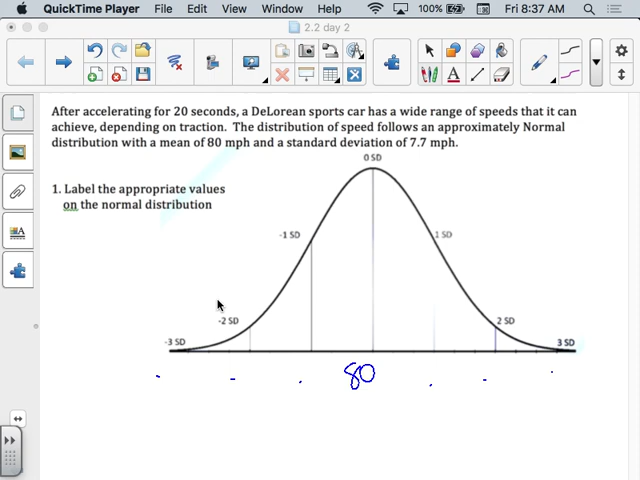 QuickTime Player File Edit View Window Help 100% Fri 8:37 AM
2.2 day 2
After accelerating for 20 seconds, a DeLorean sports car has a wide range of speeds that it can
achieve, depending on traction. The distribution of speed follows an approximately Normal
distribution with a mean of 80 mph and a standard deviation of 7.7 mph.
0 SD
1. Label the appropriate values
on the normal distribution
-1 SD
1 SD
-2 SD
2 SD
-3 SD
3 SD
80